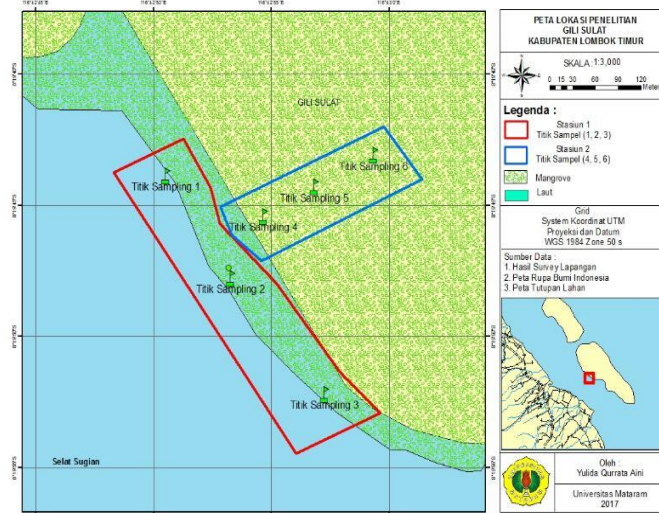 GILI SULAT
Titik Sampling 1
Titik Sampling 2
Titik Sampling 3
Titik Sampling 4
Titik Sampling 5
Titik Sampling 6
Selat Sugian
PETA LOKASI PENELITIAN
GILI SULAT
KABUPATEN LOMBOK TIMUR
SKALA 1:3,000
0 15 30 60 90 120
Meter
Legenda :
Stasiun 1
Titik Sampel (1, 2, 3)
Stasiun 2
Titik Sampel (4, 5, 6)
Mangrove
Laut
Grid
System Koordinat UTM
Proyeksi dan Datum
WGS 1984 Zone 50 s
Sumber Data :
1. Hasil Survey Lapangan
2. Peta Rupa Bumi Indonesia
3. Peta Tutupan Lahan
Oleh :
Yulida Qurrata Aini
Universitas Mataram
2017